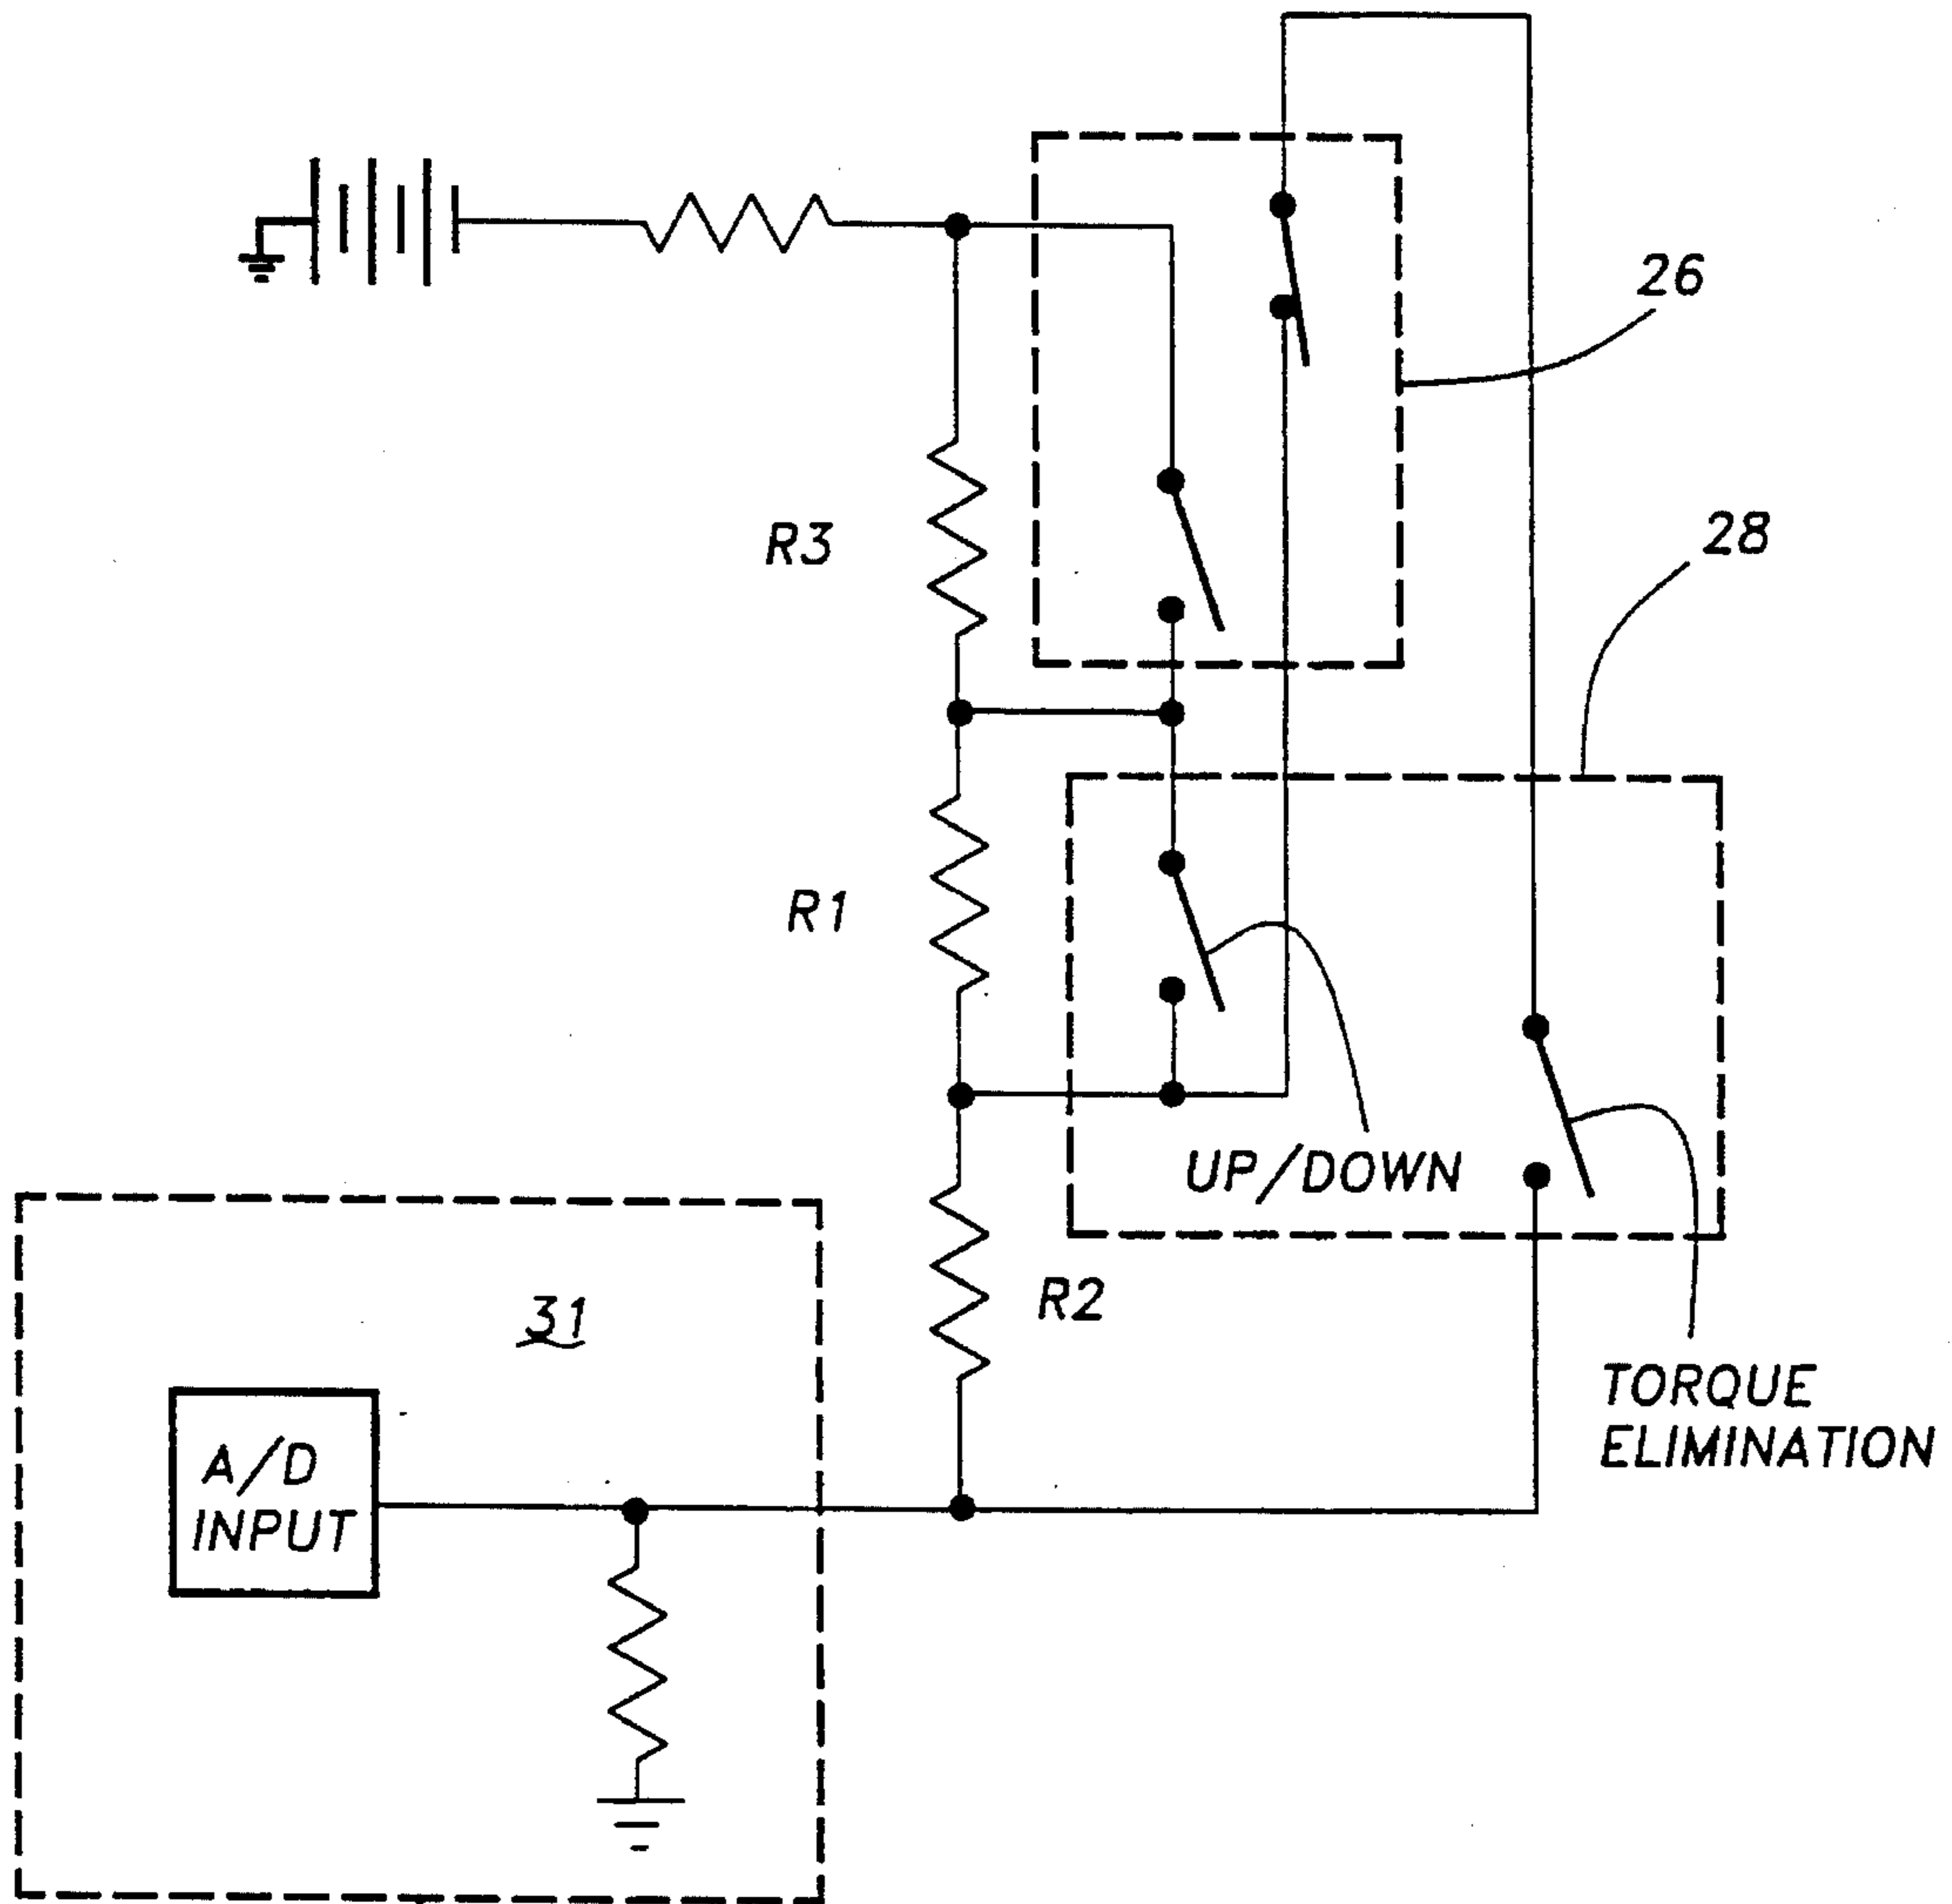 26
28
R3
R1
UP/DOWN
R2
31
TORQUE
ELIMINATION
A/D
INPUT